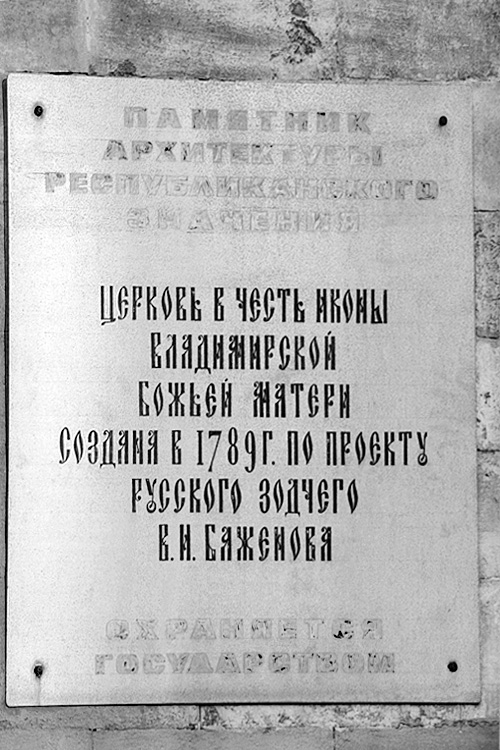 ПАМЯТНИК
АРХИТЕКТУРЫ
РЕСПУБЛИКАНСКОГО
ЗНАЧЕНИЯ
ЦЕРКОВЬ В ЧЕСТЬ ИКОНЫ
ВЛАДИМИРСКОЙ
БОЖЬЕЙ МАТЕРИ
СОЗДАНА В 1789Г. ПО ПРОЕКТУ
РУССКОГО ЗОДЧЕГО
В.И. БАЖЕНОВА
ОХРАНЯЕТСЯ
ГОСУДАРСТВОМ